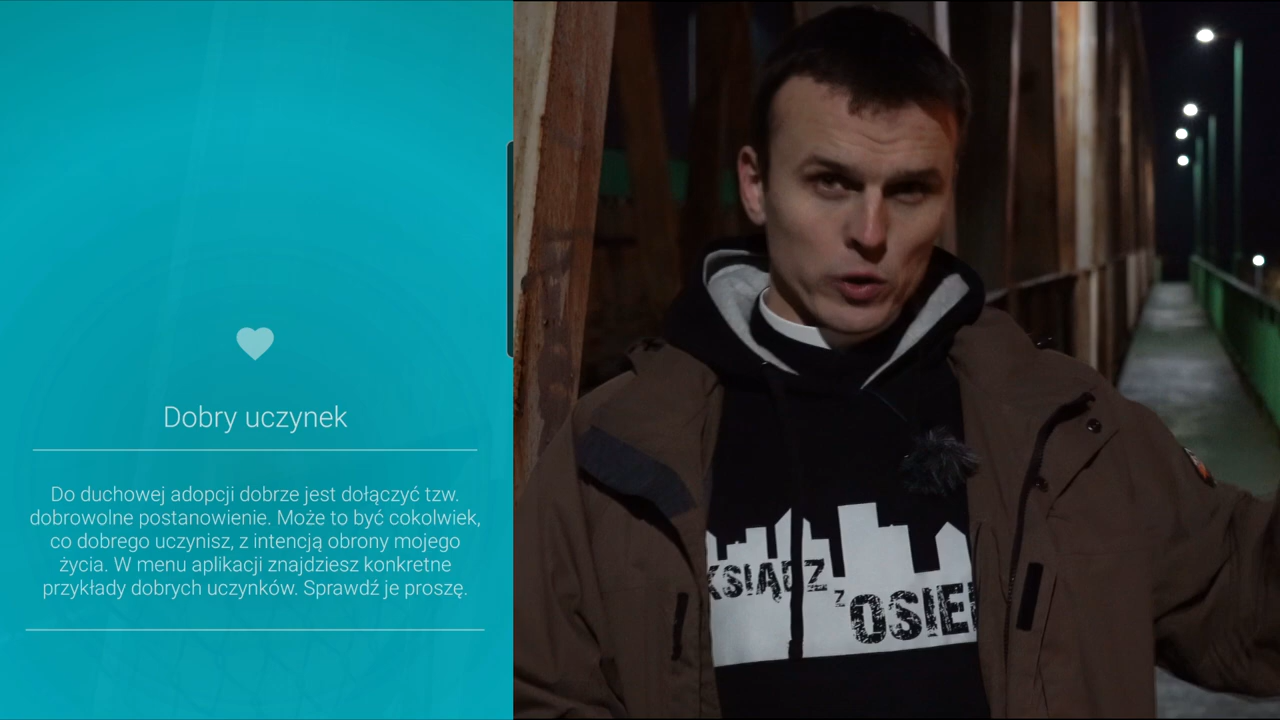 Dobry uczynek
Do duchowej adopcji dobrze jest dołączyć tzw.
dobrowolne postanowienie. Może to być cokolwiek,
co dobrego uczynisz, z intencją obrony mojego
życia. W menu aplikacji znajdziesz konkretne
przykłady dobrych uczynków. Sprawdź je proszę.
KSIĄDZ
z
OSIE